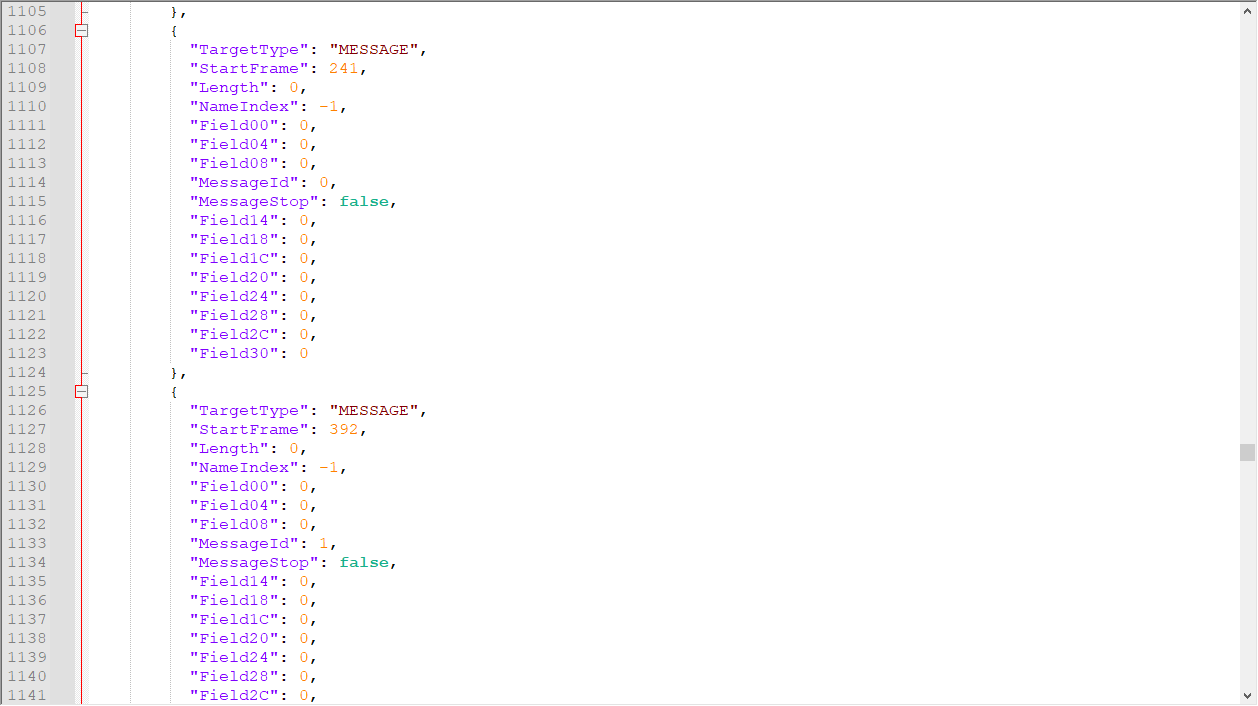 1105 },
1106 {
1107 "TargetType": "MESSAGE",
1108 "StartFrame": 241,
1109 "Length": 0,
1110 "NameIndex": -1,
1111 "Field00": 0,
1112 "Field04": 0,
1113 "Field08": 0,
1114 "MessageId": 0,
1115 "MessageStop": false,
1116 "Field14": 0,
1117 "Field18": 0,
1118 "Field1C": 0,
1119 "Field20": 0,
1120 "Field24": 0,
1121 "Field28": 0,
1122 "Field2C": 0,
1123 "Field30": 0
1124 },
1125 {
1126 "TargetType": "MESSAGE",
1127 "StartFrame": 392,
1128 "Length": 0,
1129 "NameIndex": -1,
1130 "Field00": 0,
1131 "Field04": 0,
1132 "Field08": 0,
1133 "MessageId": 1,
1134 "MessageStop": false,
1135 "Field14": 0,
1136 "Field18": 0,
1137 "Field1C": 0,
1138 "Field20": 0,
1139 "Field24": 0,
1140 "Field28": 0,
1141 "Field2C": 0,